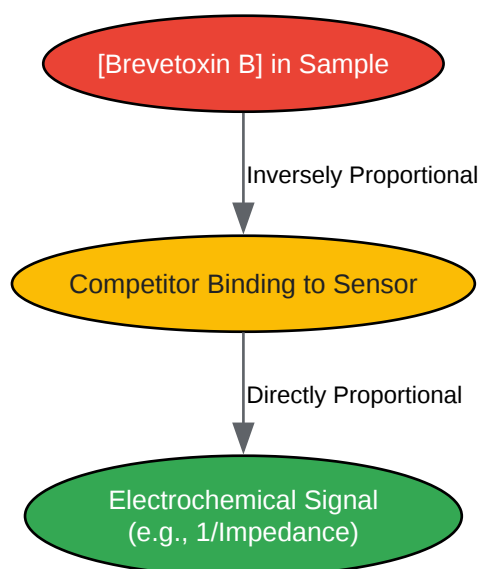 [Brevetoxin B] in Sample
Inversely Proportional
Competitor Binding to Sensor
Directly Proportional
Electrochemical Signal
(e.g., 1/Impedance)